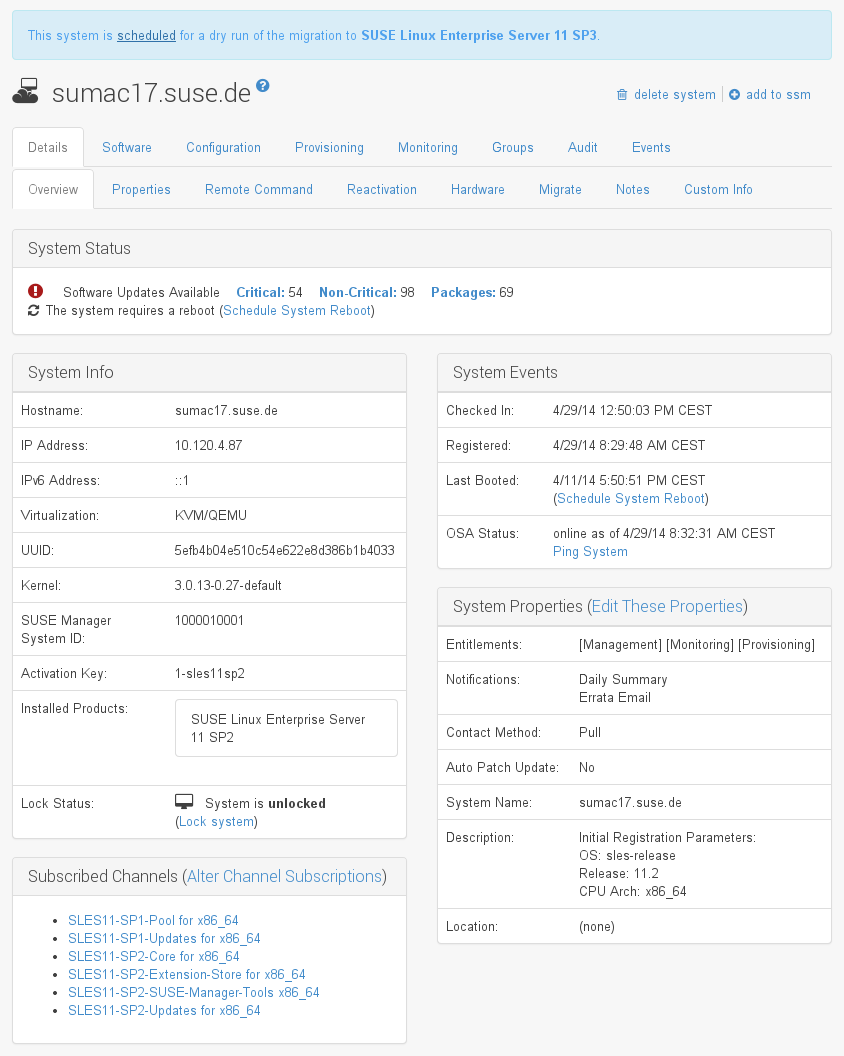 This system is scheduled for a dry run of the migration to SUSE Linux Enterprise Server 11 SP3.
sumac17.suse.de ?
delete system | add to ssm
Details Software Configuration Provisioning Monitoring Groups Audit Events
Overview Properties Remote Command Reactivation Hardware Migrate Notes Custom Info
System Status
Software Updates Available Critical: 54 Non-Critical: 98 Packages: 69
The system requires a reboot (Schedule System Reboot)
System Info
Hostname: sumac17.suse.de
IP Address: 10.120.4.87
IPv6 Address: ::1
Virtualization: KVM/QEMU
UUID: 5efb4b04e510c54e622e8d386b1b4033
Kernel: 3.0.13-0.27-default
SUSE Manager 1000010001
System ID:
Activation Key: 1-sles11sp2
Installed Products: SUSE Linux Enterprise Server
11 SP2
Lock Status: System is unlocked
(Lock system)
Subscribed Channels (Alter Channel Subscriptions)
• SLES11-SP1-Pool for x86_64
• SLES11-SP1-Updates for x86_64
• SLES11-SP2-Core for x86_64
• SLES11-SP2-Extension-Store for x86_64
• SLES11-SP2-SUSE-Manager-Tools x86_64
• SLES11-SP2-Updates for x86_64
System Events
Checked In: 4/29/14 12:50:03 PM CEST
Registered: 4/29/14 8:29:48 AM CEST
Last Booted: 4/11/14 5:50:51 PM CEST
(Schedule System Reboot)
OSA Status: online as of 4/29/14 8:32:31 AM CEST
Ping System
System Properties (Edit These Properties)
Entitlements: [Management] [Monitoring] [Provisioning]
Notifications: Daily Summary
Errata Email
Contact Method: Pull
Auto Patch Update: No
System Name: sumac17.suse.de
Description: Initial Registration Parameters:
OS: sles-release
Release: 11.2
CPU Arch: x86_64
Location: (none)